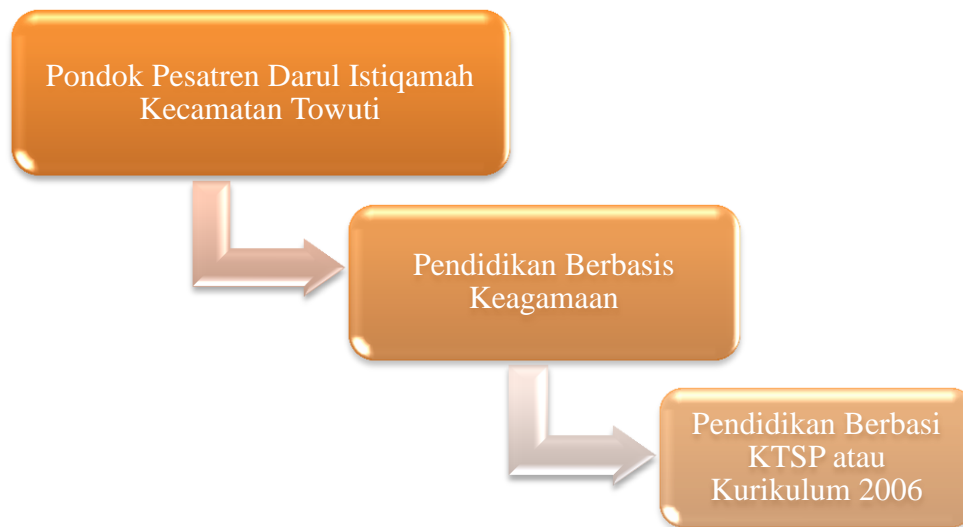 Pondok Pesatren Darul Istiqamah
Kecamatan Towuti
Pendidikan Berbasis
Keagamaan
Pendidikan Berbasi
KTSP atau
Kurikulum 2006